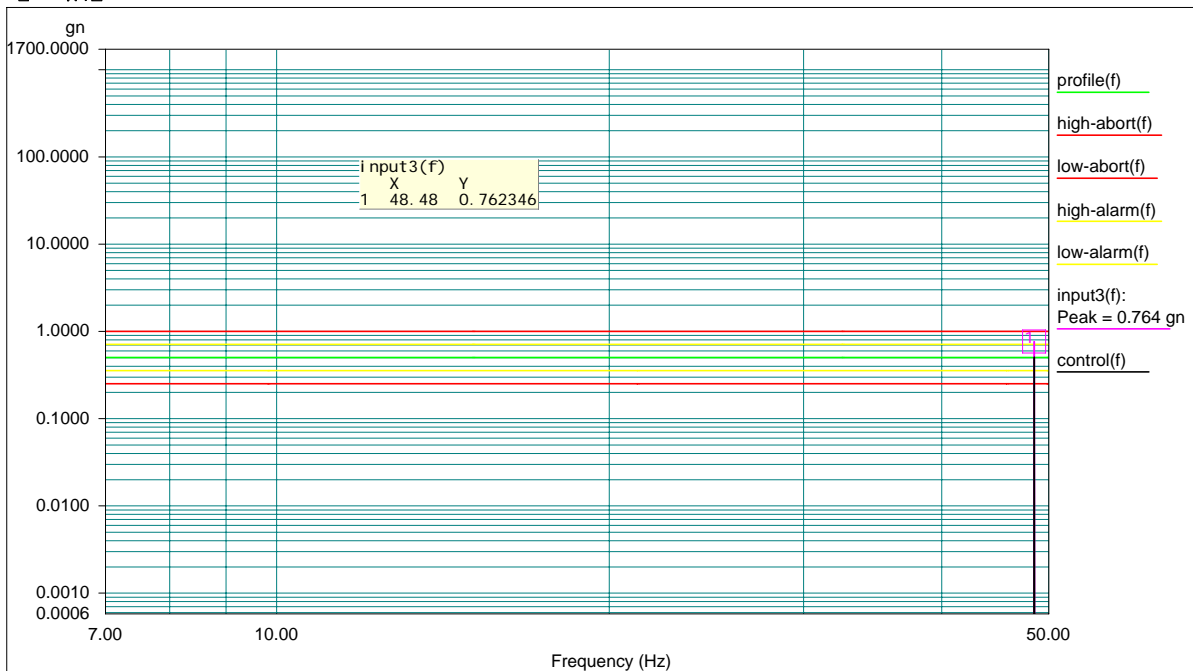 gn
1700.0000
100.0000
10.0000
1.0000
0.1000
0.0100
0.0010
0.0006
7.00
10.00
50.00
Frequency (Hz)
input3(f)
X Y
1 48.48 0.762346
1
profile(f)
high-abort(f)
low-abort(f)
high-alarm(f)
low-alarm(f)
input3(f):
Peak = 0.764 gn
control(f)